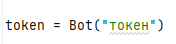 token = Bot("токен")